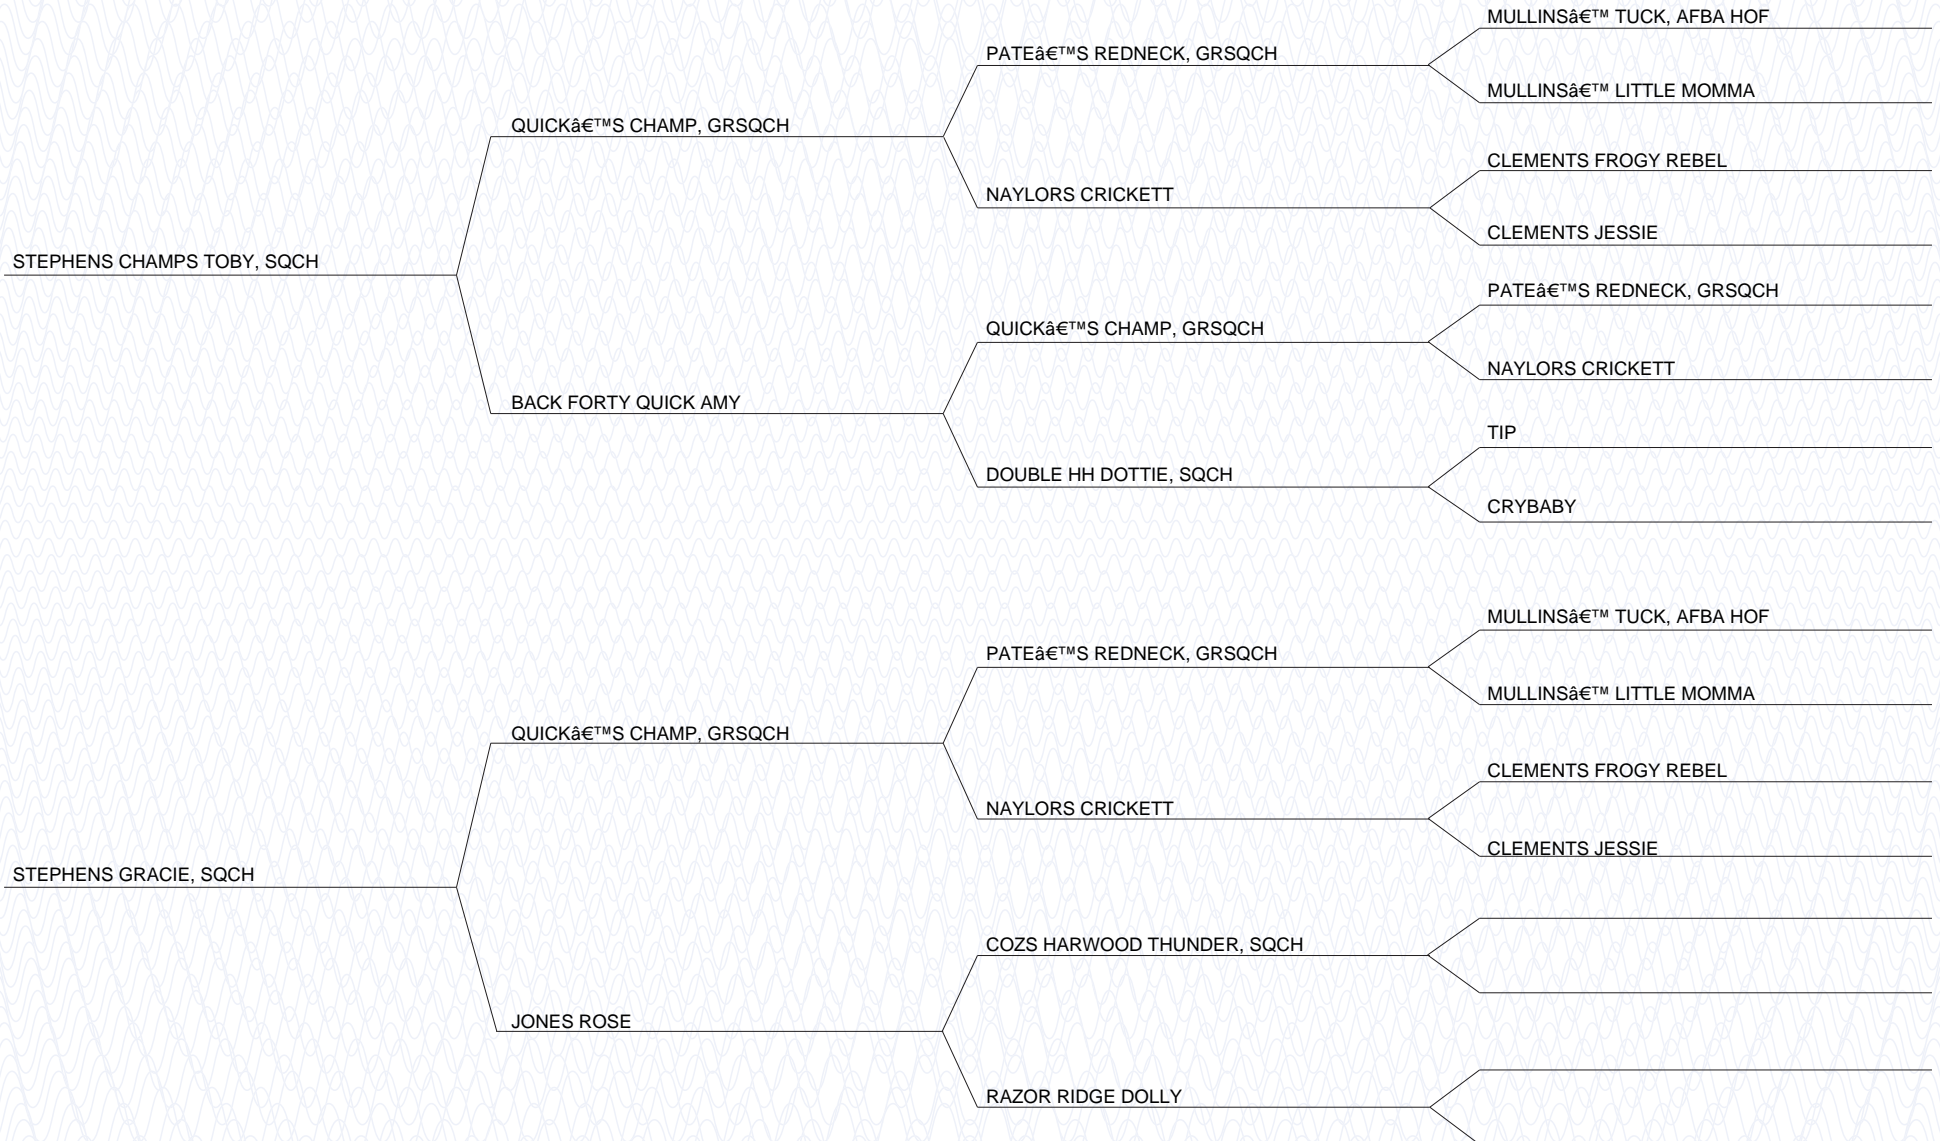 MULLINSâ€™ TUCK, AFBA HOF
PATEâ€™S REDNECK, GRSQCH
MULLINSâ€™ LITTLE MOMMA
QUICKâ€™S CHAMP, GRSQCH
CLEMENTS FROGY REBEL
NAYLORS CRICKETT
CLEMENTS JESSIE
STEPHENS CHAMPS TOBY, SQCH
PATEâ€™S REDNECK, GRSQCH
QUICKâ€™S CHAMP, GRSQCH
NAYLORS CRICKETT
BACK FORTY QUICK AMY
TIP
DOUBLE HH DOTTIE, SQCH
CRYBABY
MULLINSâ€™ TUCK, AFBA HOF
PATEâ€™S REDNECK, GRSQCH
MULLINSâ€™ LITTLE MOMMA
QUICKâ€™S CHAMP, GRSQCH
CLEMENTS FROGY REBEL
NAYLORS CRICKETT
CLEMENTS JESSIE
STEPHENS GRACIE, SQCH
COZS HARWOOD THUNDER, SQCH
JONES ROSE
RAZOR RIDGE DOLLY